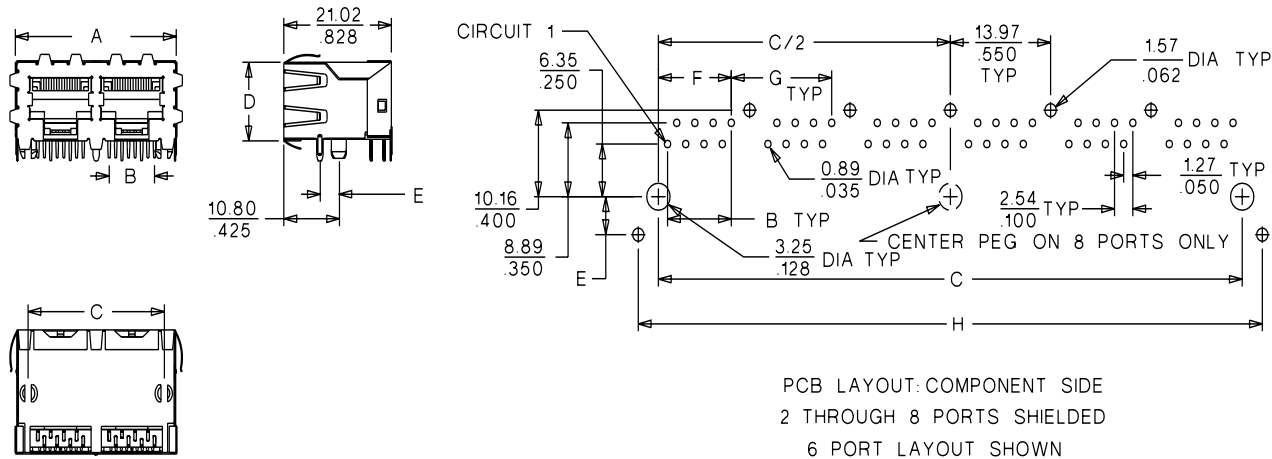 A
D
B
21.02
.828
E
10.80
.425
C
CIRCUIT 1
6.35
.250
C/2
13.97
.550
TYP
1.57
.062
DIA TYP
F
G
TYP
10.16
.400
8.89
.350
E
0.89
.035
DIA TYP
B TYP
3.25
.128
DIA TYP
2.54
.100
TYP
1.27
.050
TYP
CENTER PEG ON 8 PORTS ONLY
C
H
PCB LAYOUT: COMPONENT SIDE
2 THROUGH 8 PORTS SHIELDED
6 PORT LAYOUT SHOWN